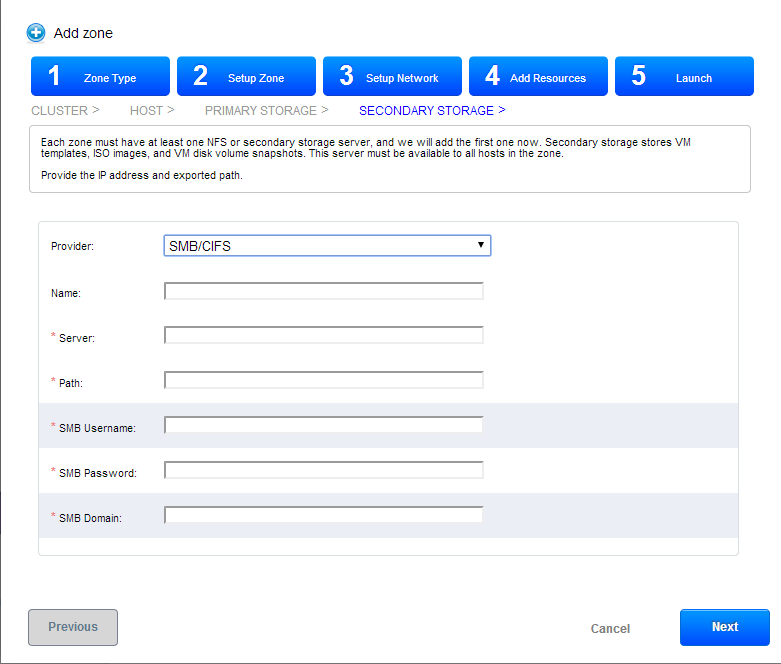 Add zone
1 Zone Type 2 Setup Zone 3 Setup Network 4 Add Resources 5 Launch
CLUSTER > HOST > PRIMARY STORAGE > SECONDARY STORAGE >
Each zone must have at least one NFS or secondary storage server, and we will add the first one now. Secondary storage stores VM
templates, ISO images, and VM disk volume snapshots. This server must be available to all hosts in the zone.
Provide the IP address and exported path.
Provider: SMB/CIFS
Name:
* Server:
* Path:
* SMB Username:
* SMB Password:
* SMB Domain:
Previous Cancel Next